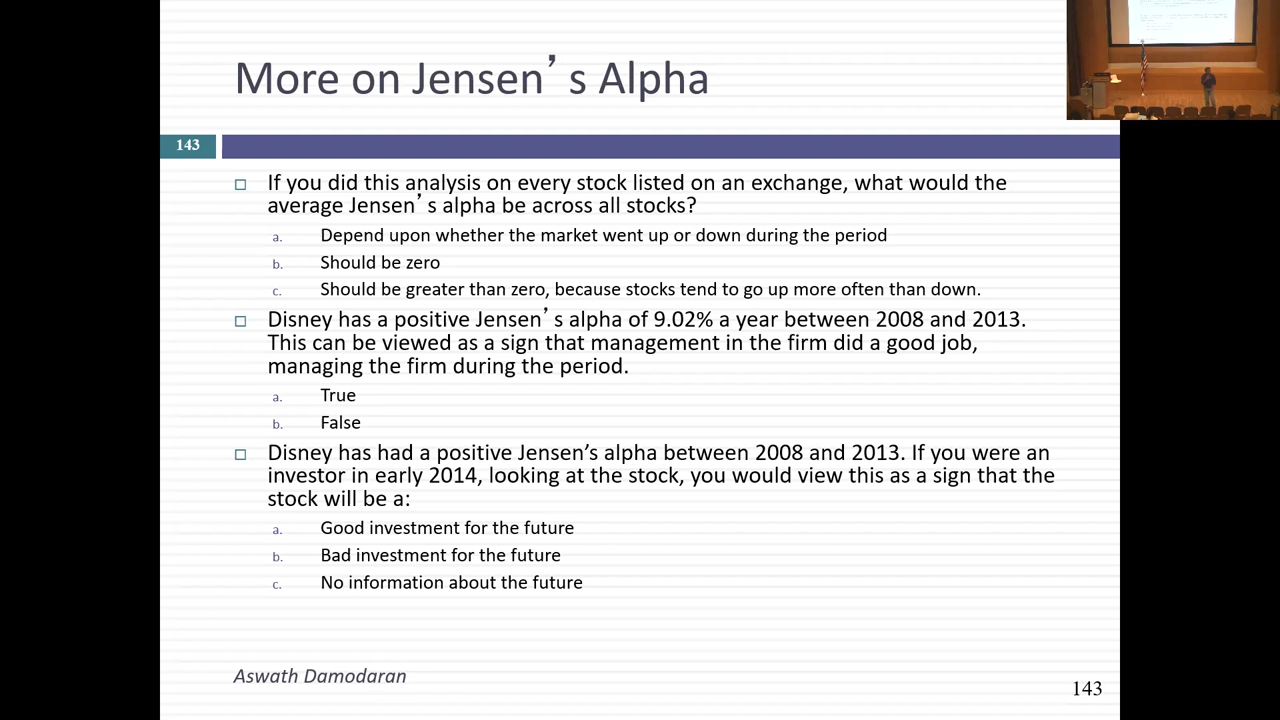 More on Jensen’s Alpha
143
If you did this analysis on every stock listed on an exchange, what would the
average Jensen’s alpha be across all stocks?
a. Depend upon whether the market went up or down during the period
b. Should be zero
c. Should be greater than zero, because stocks tend to go up more often than down.
Disney has a positive Jensen’s alpha of 9.02% a year between 2008 and 2013.
This can be viewed as a sign that management in the firm did a good job,
managing the firm during the period.
a. True
b. False
Disney has had a positive Jensen’s alpha between 2008 and 2013. If you were an
investor in early 2014, looking at the stock, you would view this as a sign that the
stock will be a:
a. Good investment for the future
b. Bad investment for the future
c. No information about the future
Aswath Damodaran
143